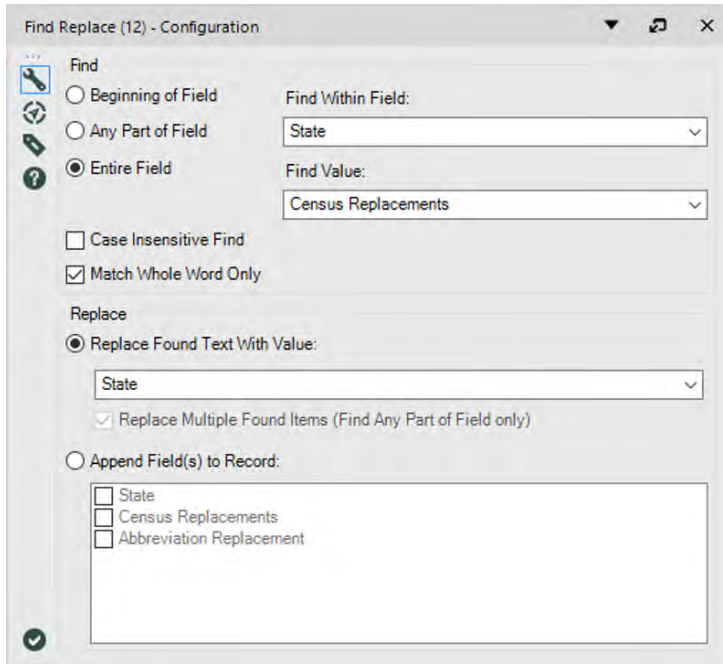 Find Replace (12) - Configuration
Find
Beginning of Field
Find Within Field:
Any Part of Field
State
Entire Field
Find Value:
Census Replacements
Case Insensitive Find
Match Whole Word Only
Replace
Replace Found Text With Value:
State
Replace Multiple Found Items (Find Any Part of Field only)
Append Field(s) to Record:
State
Census Replacements
Abbreviation Replacement